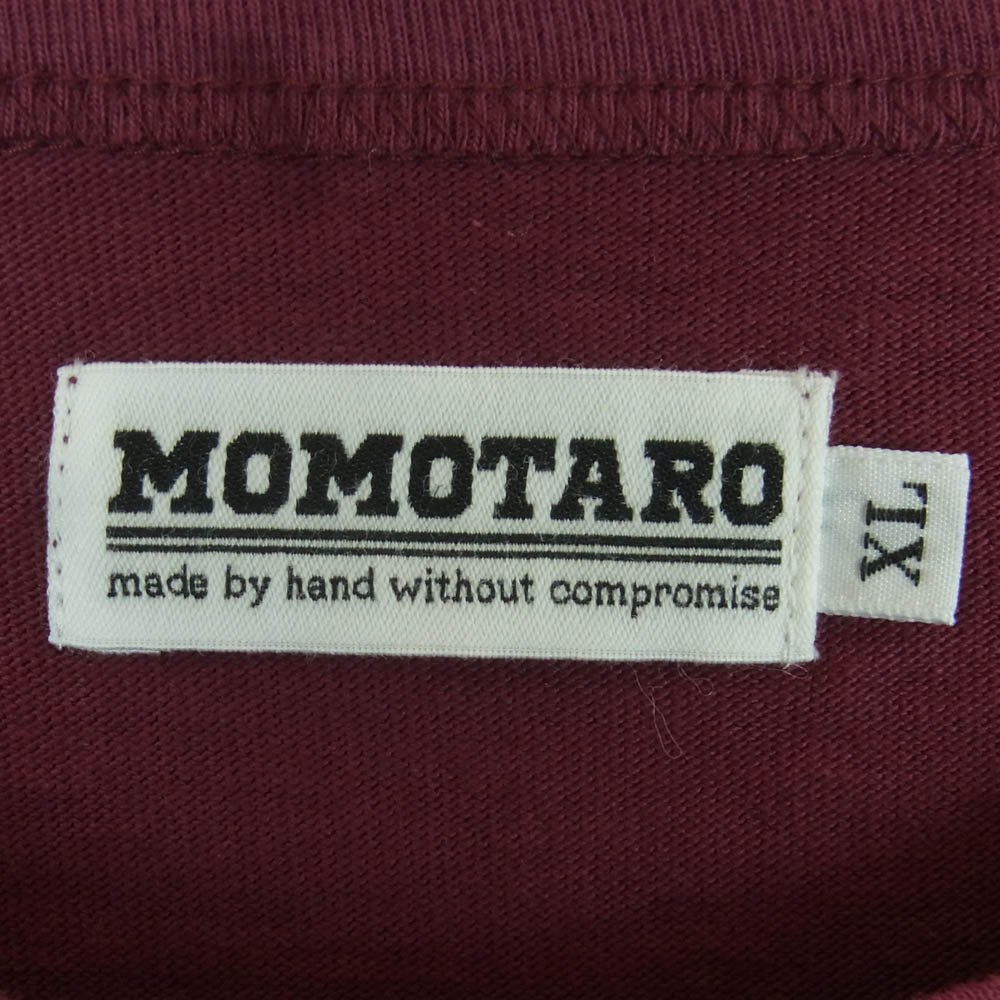 MOMOTARO
made by hand without compromise
XL